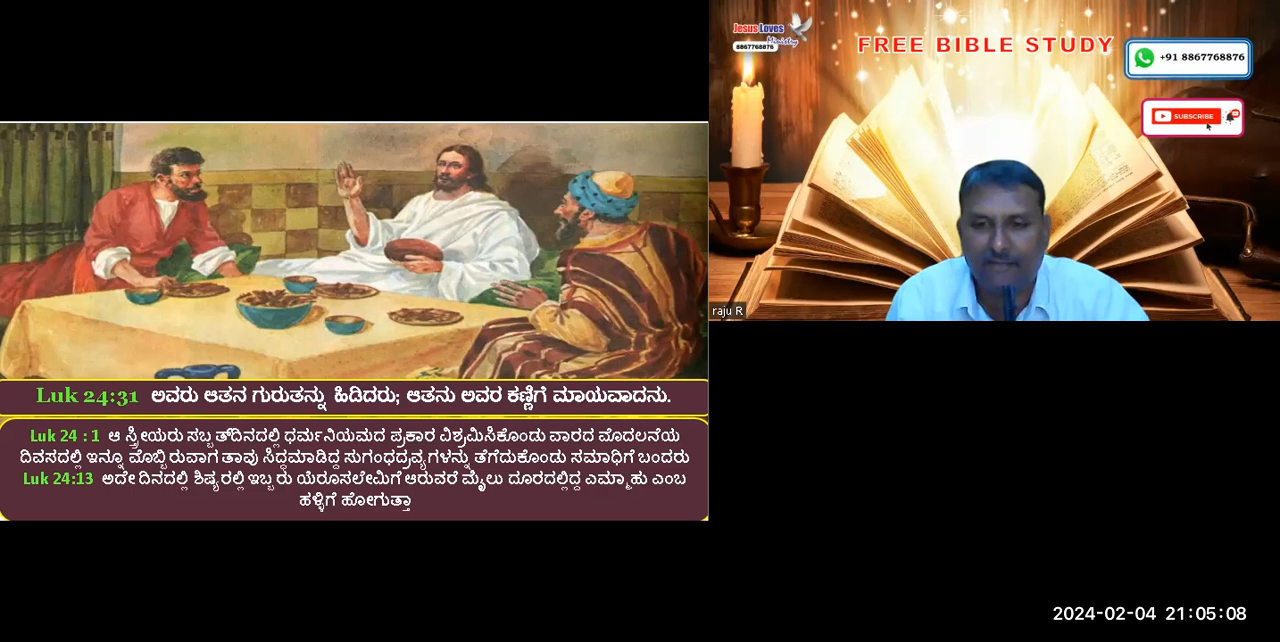 Luk 24:31 ಅವರು ಆತನ ಗುರುತನ್ನು ಹಿಡಿದರು; ಆತನು ಅವರ ಕಣ್ಣಿಗೆ ಮಾಯವಾದನು.
Luk 24 : 1 ಆ ಸ್ತ್ರೀಯರು ಸಬ್ಬತ್‍ದಿನದಲ್ಲಿ ಧರ್ಮನಿಯಮದ ಪ್ರಕಾರ ವಿಶ್ರಮಿಸಿಕೊಂಡು ವಾರದ ಮೊದಲನೆಯ
ದಿವಸದಲ್ಲಿ ಇನ್ನೂ ಮೊಬ್ಬಿರುವಾಗ ತಾವು ಸಿದ್ಧಮಾಡಿದ್ದ ಸುಗಂಧದ್ರವ್ಯಗಳನ್ನು ತೆಗೆದುಕೊಂಡು ಸಮಾಧಿಗೆ ಬಂದರು
Luk 24:13 ಅದೇ ದಿನದಲ್ಲಿ ಶಿಷ್ಯರಲ್ಲಿ ಇಬ್ಬರು ಯೆರೂಸಲೇಮಿಗೆ ಆರುವರೆ ಮೈಲು ದೂರದಲ್ಲಿದ್ದ ಎಮ್ಮಾಹು ಎಂಬ
ಹಳ್ಳಿಗೆ ಹೋಗುತ್ತಾ
Jesus Loves
Ministry
8867768876
FREE BIBLE STUDY
+91 8867768876
SUBSCRIBE
raju R
2024-02-04 21:05:08